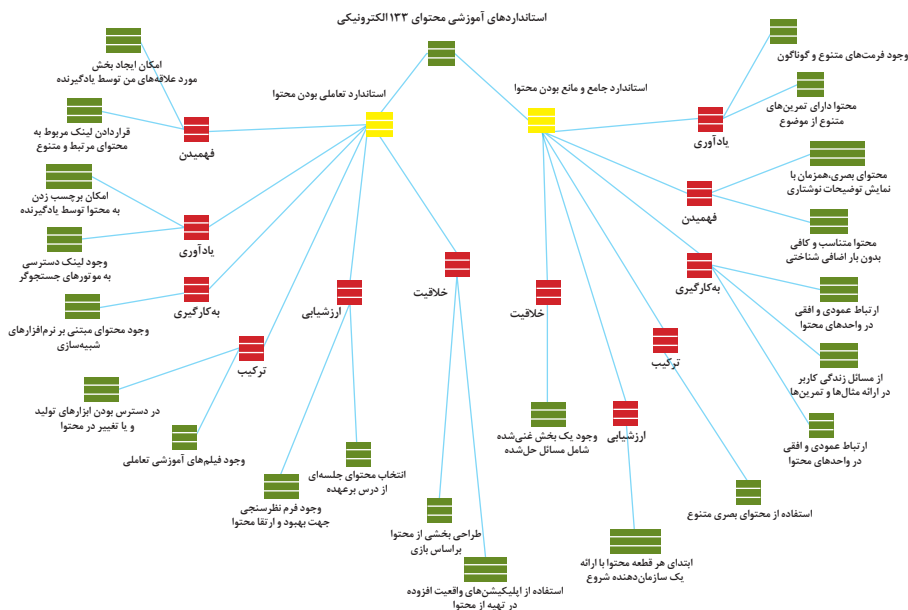 استانداردهای آموزشی محتوای ۱۳۳الکترونیکی
استاندارد جامع و مانع بودن محتوا
وجود فرمت‌های متنوع و گوناگون
محتوا دارای تمرین‌های
متنوع از موضوع
یادآوری
محتوای بصری،همزمان با
نمایش توضیحات نوشتاری
فهمیدن
محتوا متناسب و کافی
بدون بار اضافی شناختی
به‌کارگیری
ارتباط عمودی و افقی
در واحدهای محتوا
از مسائل زندگی کاربر
در ارائه مثال‌ها و تمرین‌ها
ارتباط عمودی و افقی
در واحدهای محتوا
ترکیب
استفاده از محتوای بصری متنوع
ارزشیابی
ابتدای هر قطعه محتوا با ارائه
یک سازمان‌دهنده شروع
خلاقیت
وجود یک بخش غنی‌شده
شامل مسائل حل‌شده
استاندارد تعاملی بودن محتوا
امکان ایجاد بخش
مورد علاقه‌های من توسط یادگیرنده
فهمیدن
قراردادن لینک مربوط به
محتوای مرتبط و متنوع
امکان برچسب زدن
به محتوا توسط یادگیرنده
یادآوری
وجود لینک دسترسی
به موتورهای جستجوگر
به‌کارگیری
وجود محتوای مبتنی بر نرم‌افزارهای
شبیه‌سازی
ترکیب
در دسترس بودن ابزارهای تولید
و یا تغییر در محتوا
وجود فیلم‌های آموزشی تعاملی
ارزشیابی
انتخاب محتوای جلسه‌ای
از درس برعهده
وجود فرم نظرسنجی
جهت بهبود و ارتقا محتوا
خلاقیت
طراحی بخشی از محتوا
براساس بازی
استفاده از اپلیکیشن‌های واقعیت افزوده
در تهیه از محتوا